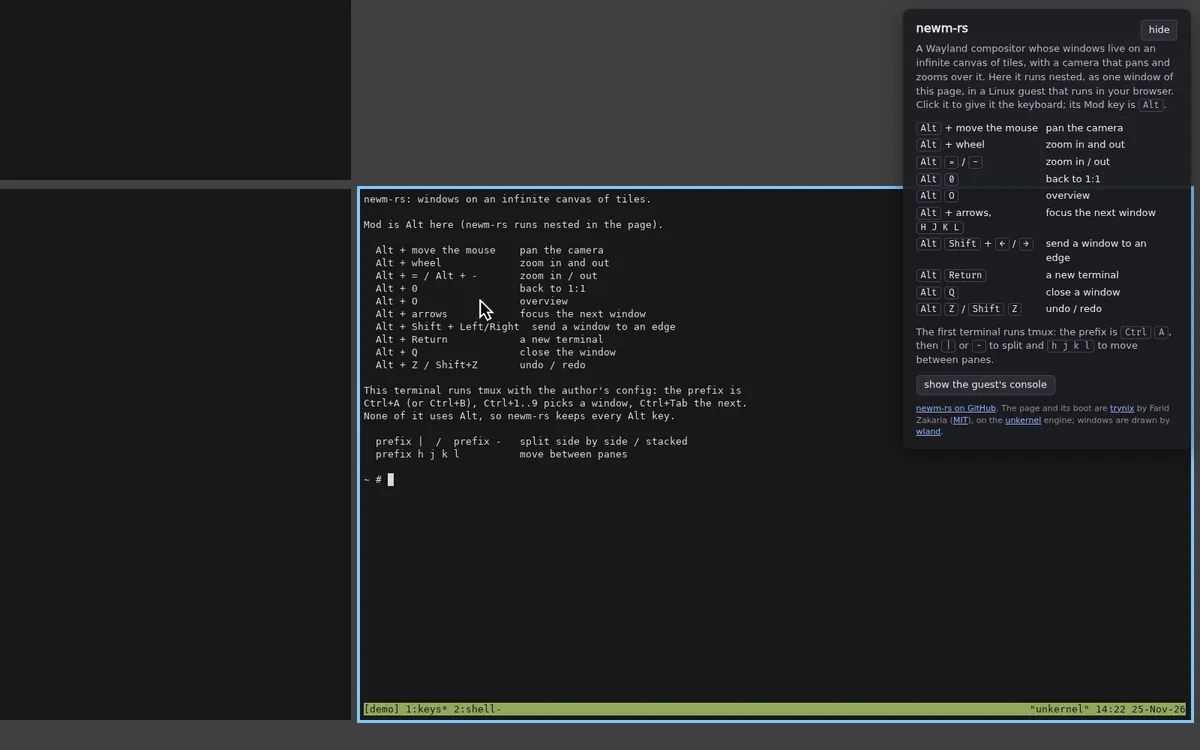 newm-rs: windows on an infinite canvas of tiles.
Mod is Alt here (newm-rs runs nested in the page).
Alt + move the mouse    pan the camera
Alt + wheel             zoom in and out
Alt + = / Alt + -       zoom in / out
Alt + 0                 back to 1:1
Alt + O                 overview
Alt + arrows            focus the next window
Alt + Shift + Left/Right  send a window to an edge
Alt + Return            a new terminal
Alt + Q                 close the window
Alt + Z / Shift+Z       undo / redo
This terminal runs tmux with the author's config: the prefix is
Ctrl+A (or Ctrl+B), Ctrl+1..9 picks a window, Ctrl+Tab the next.
None of it uses Alt, so newm-rs keeps every Alt key.
prefix |  /  prefix -   split side by side / stacked
prefix h j k l          move between panes
~ #
[demo] 1:keys* 2:shell-    "unkernel" 14:22 25-Nov-26
newm-rs
hide
A Wayland compositor whose windows live on an
infinite canvas of tiles, with a camera that pans and
zooms over it. Here it runs nested, as one window of
this page, in a Linux guest that runs in your browser.
Click it to give it the keyboard; its Mod key is Alt.
Alt + move the mouse pan the camera
Alt + wheel zoom in and out
Alt = / - zoom in / out
Alt 0 back to 1:1
Alt O overview
Alt + arrows, focus the next window
H J K L
Alt Shift + ← / → send a window to an
edge
Alt Return a new terminal
Alt Q close a window
Alt Z / Shift Z undo / redo
The first terminal runs tmux: the prefix is Ctrl A,
then | or - to split and h j k l to move
between panes.
show the guest's console
newm-rs on GitHub. The page and its boot are trynix by Farid
Zakaria (MIT), on the unkernel engine; windows are drawn by
wland.